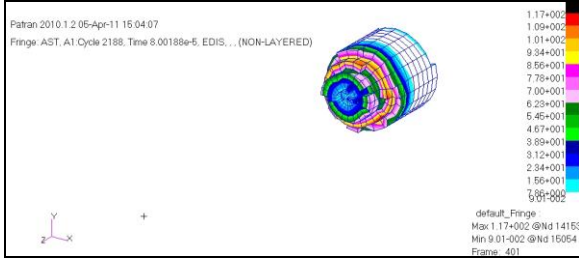 Patran 2010.1.2 05-Apr-11 15:04:07
Fringe: AST, A1:Cycle 2188, Time 8.00188e-5, EDIS, . , (NON-LAYERED)
1.17+002
1.09+002
1.01+002
9.34+001
8.56+001
7.78+001
7.00+001
6.23+001
5.45+001
4.67+001
3.89+001
3.12+001
2.34+001
1.56+001
7.86+000
9.01-002
default_Fringe :
Max 1.17+002 @Nd 14153
Min 9.01-002 @Nd 15054
Frame: 401
Y
Z X